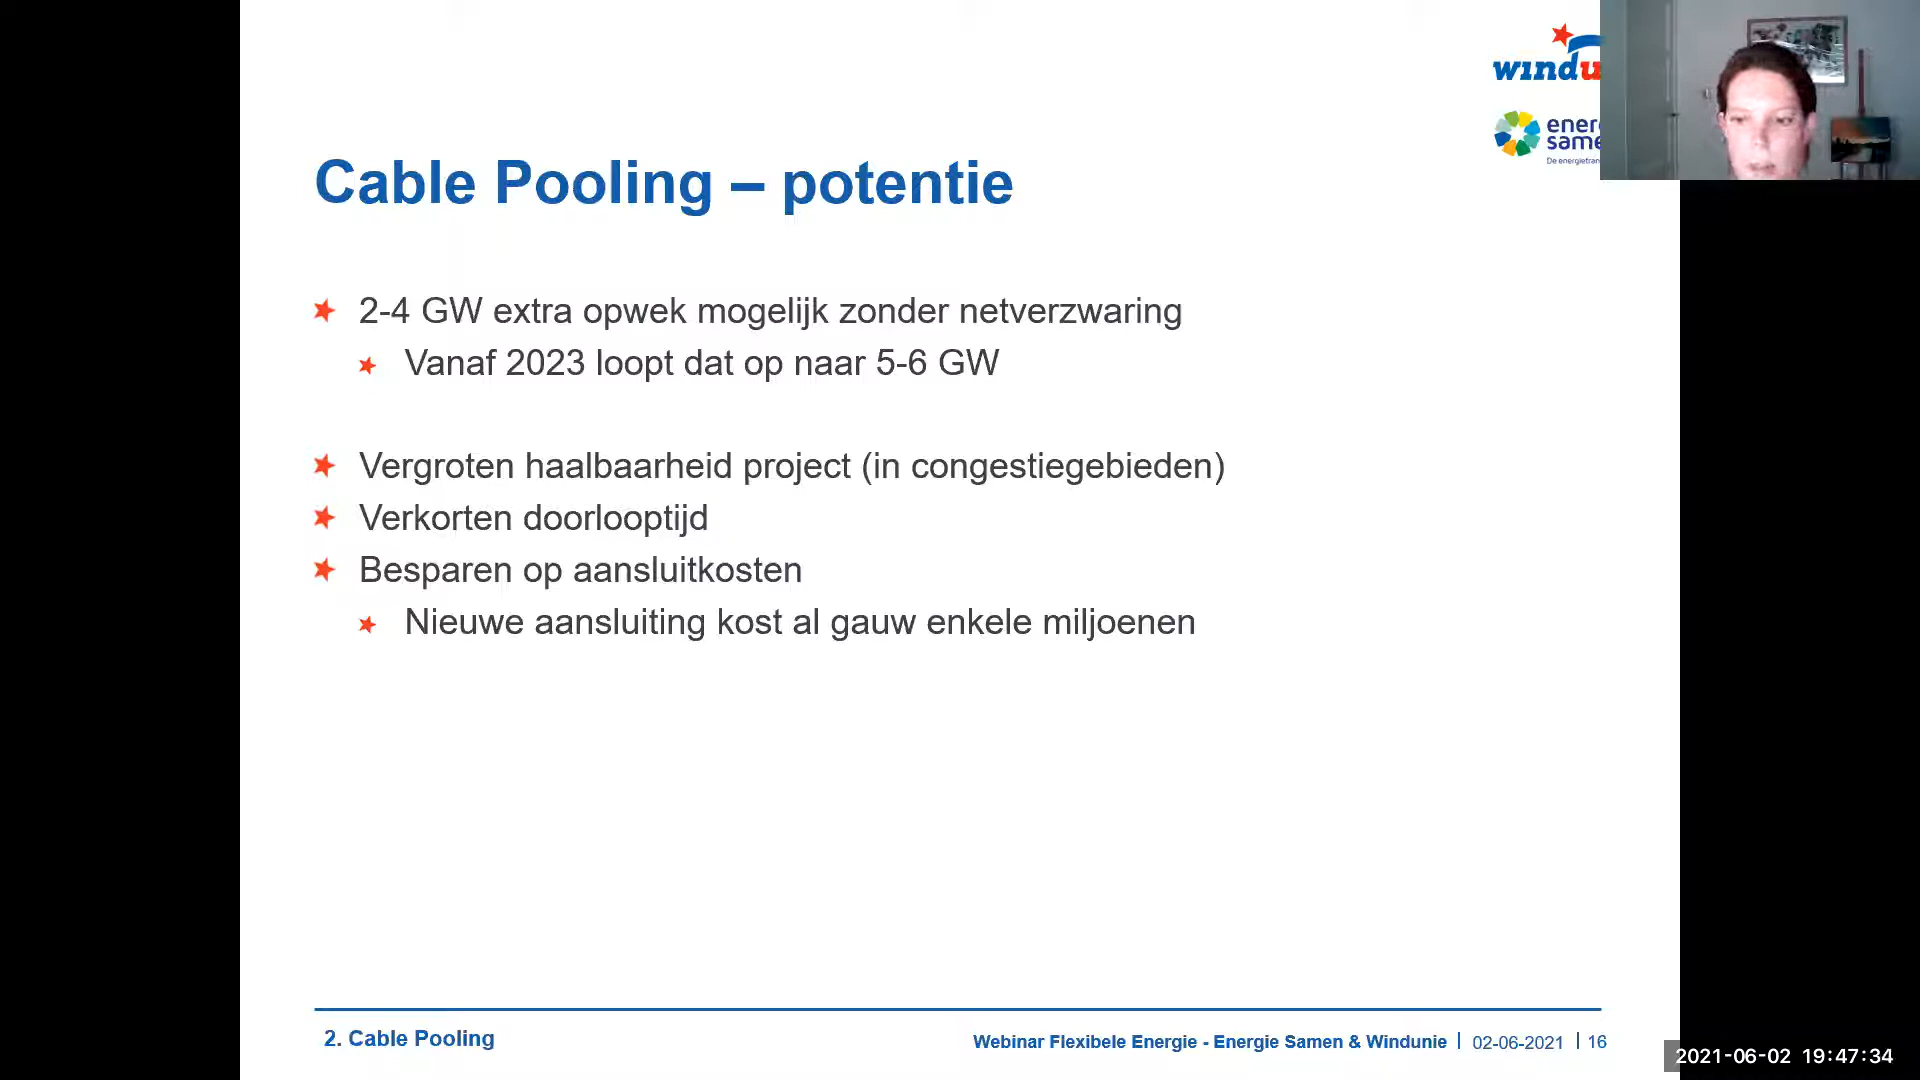 windu
energ
same
De energietran
Cable Pooling – potentie
2-4 GW extra opwek mogelijk zonder netverzwaring
Vanaf 2023 loopt dat op naar 5-6 GW
Vergroten haalbaarheid project (in congestiegebieden)
Verkorten doorlooptijd
Besparen op aansluitkosten
Nieuwe aansluiting kost al gauw enkele miljoenen
2. Cable Pooling
Webinar Flexibele Energie - Energie Samen & Windunie | 02-06-2021 | 16
2021-06-02 19:47:34